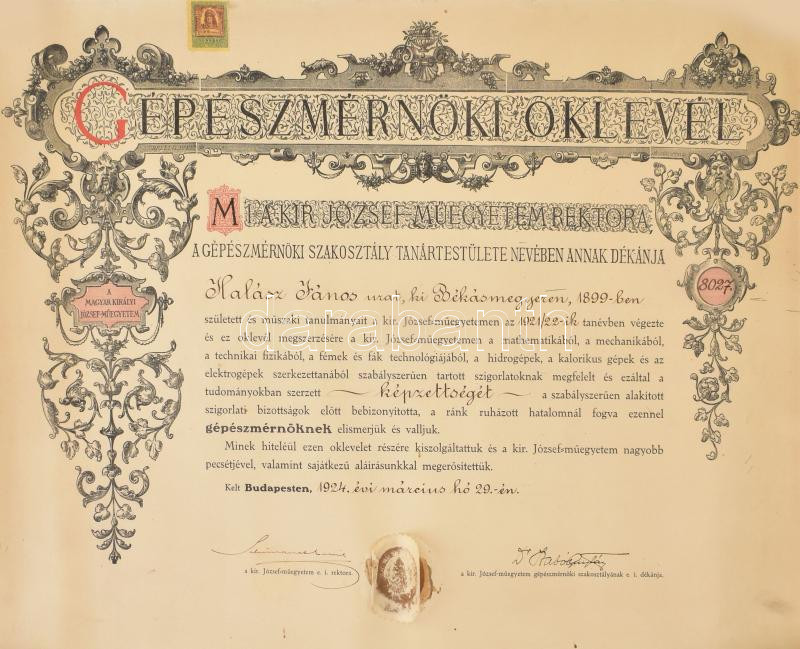 GÉPÉSZMÉRNÖKI OKLEVÉL
MI A KIR JÓZSEF MŰEGYETEM REKTORA,
A GÉPÉSZMÉRNÖKI SZAKOSZTÁLY TANÁRTESTÜLETE NEVÉBEN ANNAK DÉKÁNJA
A
MAGYAR KIRÁLYI
JÓZSEF-MŰEGYETEM
8027.
Halász János urat, ki Békásmegyeren, 1899-ben
született és műszaki tanulmányait a kir. József-műegyetemen az 1921/22-ik tanévben végezte
és ez oklevél megszerzésére a kir. József-műegyetemen a mathematikából, a mechanikából,
a technikai fizikából, a fémek és fák technológiájából, a hidrogépek, a kalorikus gépek és az
elektrogépek szerkezettanából szabályszerűen tartott szigorlatoknak megfelelt és ezáltal a
tudományokban szerzett — képzettségét — a szabályszerűen alakított
szigorlati bizottságok előtt bebizonyította, a ránk ruházott hatalomnál fogva ezennel
gépészmérnöknek elismerjük és valljuk.
Minek hiteléül ezen oklevelet részére kiszolgáltattuk és a kir. József-műegyetem nagyobb
pecsétjével, valamint sajátkezű aláírásunkkal megerősítettük.
Kelt Budapesten, 1924. évi március hó 29.-én.
a kir. József-műegyetem e. i. rektora.
a kir. József-műegyetem gépészmérnöki szakosztályának e. i. dékánja.
darabanth